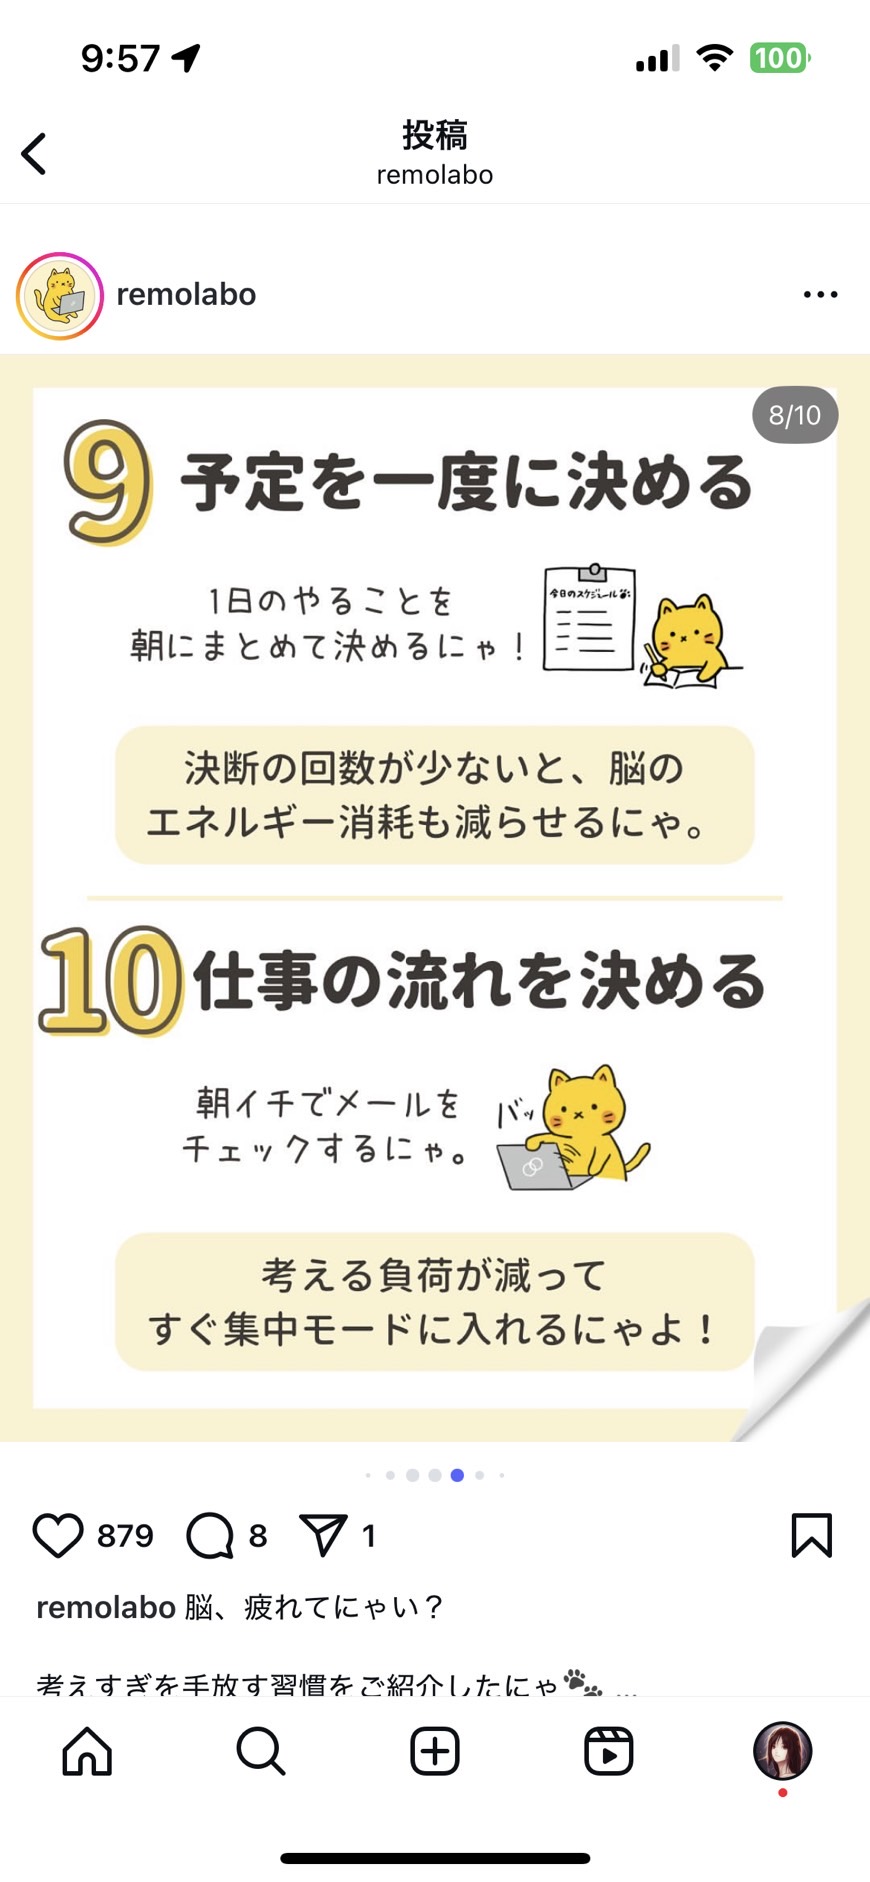 9:57
100
投稿
remolabo
remolabo
8/10
9 予定を一度に決める
1日のやることを
朝にまとめて決めるにゃ！
今日のスケジュール
決断の回数が少ないと、脳の
エネルギー消耗も減らせるにゃ。
10 仕事の流れを決める
朝イチでメールを
チェックするにゃ。
バッ
考える負荷が減って
すぐ集中モードに入れるにゃよ！
879 8 1
remolabo 脳、疲れてにゃい？
考えすぎを手放す習慣をご紹介したにゃ🐾 ...